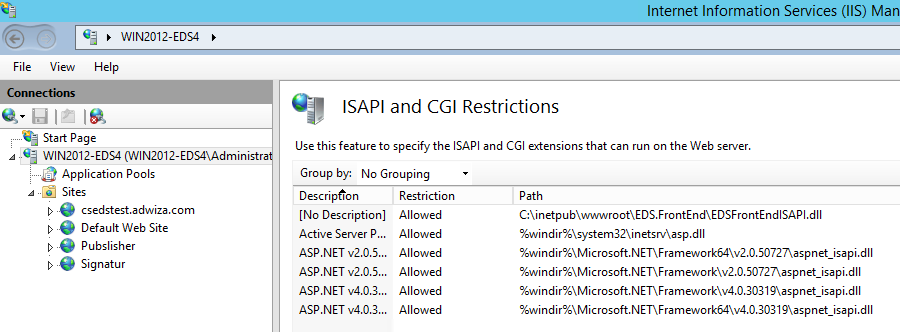 Internet Information Services (IIS) Man
WIN2012-EDS4
File View Help
Connections
Start Page
WIN2012-EDS4 (WIN2012-EDS4\Administrat
Application Pools
Sites
csedstest.adwiza.com
Default Web Site
Pubslisher
Signatur
ISAPI and CGI Restrictions
Use this feature to specify the ISAPI and CGI extensions that can run on the Web server.
Group by: No Grouping
Description Restriction Path
[No Description] Allowed C:\inetpub\wwwroot\EDS.FrontEnd\EDSFrontEndISAPI.dll
Active Server P... Allowed %windir%\system32\inetsrv\asp.dll
ASP.NET v2.0.5... Allowed %windir%\Microsoft.NET\Framework64\v2.0.50727\aspnet_isapi.dll
ASP.NET v2.0.5... Allowed %windir%\Microsoft.NET\Framework\v2.0.50727\aspnet_isapi.dll
ASP.NET v4.0.3... Allowed %windir%\Microsoft.NET\Framework\v4.0.30319\aspnet_isapi.dll
ASP.NET v4.0.3... Allowed %windir%\Microsoft.NET\Framework64\v4.0.30319\aspnet_isapi.dll